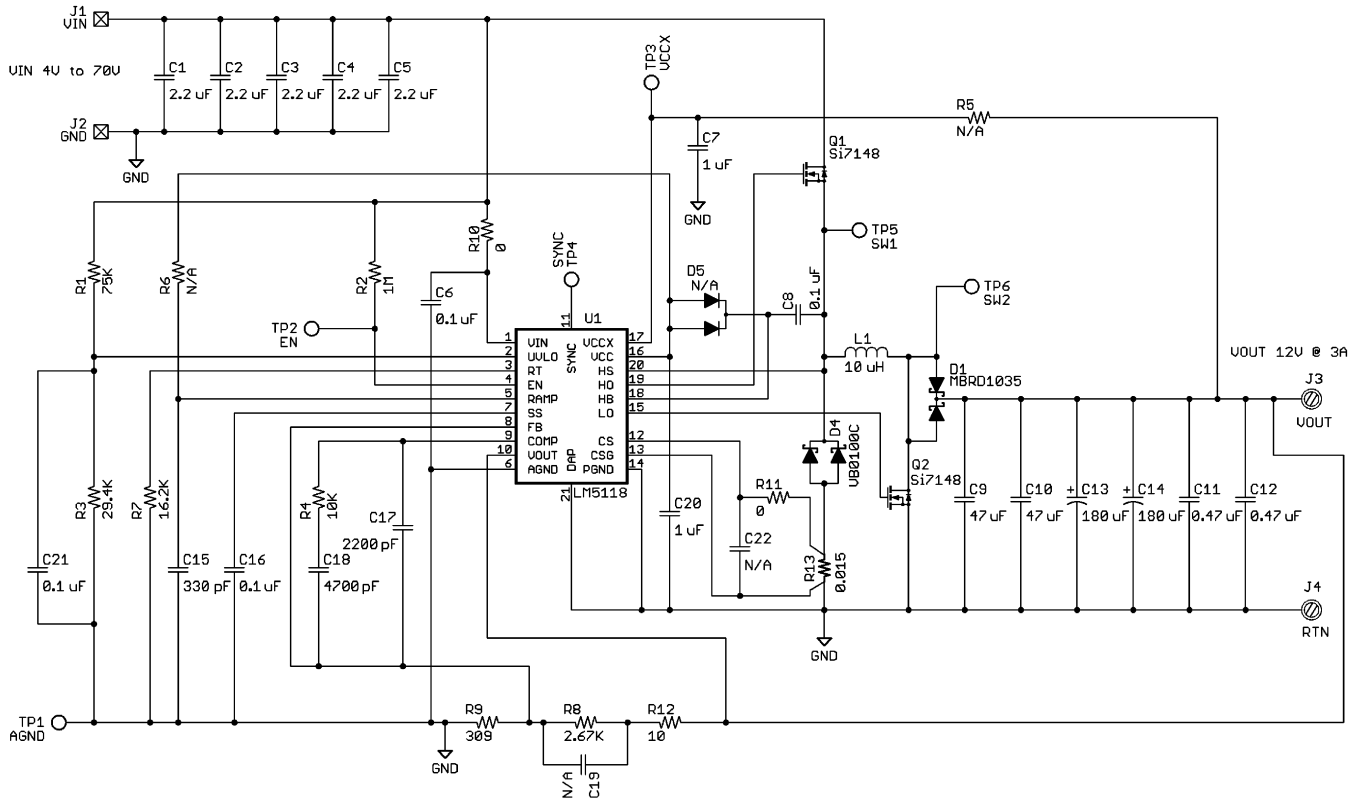 J1
VIN
VIN 4V to 70V
C1
2.2 uF
C2
2.2 uF
C3
2.2 uF
C4
2.2 uF
C5
2.2 uF
J2
GND
GND
TP3
VCCX
C7
1 uF
GND
R5
N/A
Q1
Si7148
TP5
SW1
R1
75K
R6
N/A
R2
1M
R10
0
SYNC
TP4
C6
0.1 uF
TP2
EN
D5
N/A
C8
0.1 uF
TP6
SW2
L1
10 uH
D1
MBRD1035
VOUT 12V @ 3A
J3
VOUT
U1
11
SYNC
1 VIN
2 UVLO
3 RT
4 EN
5 RAMP
7 SS
8 FB
9 COMP
10 VOUT
6 AGND
VCCX 17
VCC 16
HS 20
HO 19
HB 18
LO 15
CS 12
CSG 13
PGND 14
DAP
21
LM5118
D4
VB0100C
Q2
Si7148
R3
29.4K
R7
16.2K
R4
10K
C17
2200 pF
C18
4700 pF
C21
0.1 uF
C15
330 pF
C16
0.1 uF
C20
1 uF
R11
0
C22
N/A
R13
0.015
GND
C9
47 uF
C10
47 uF
+
C13
180 uF
+
C14
180 uF
C11
0.47 uF
C12
0.47 uF
J4
RTN
TP1
AGND
GND
R9
309
R8
2.67K
R12
10
N/A
C19